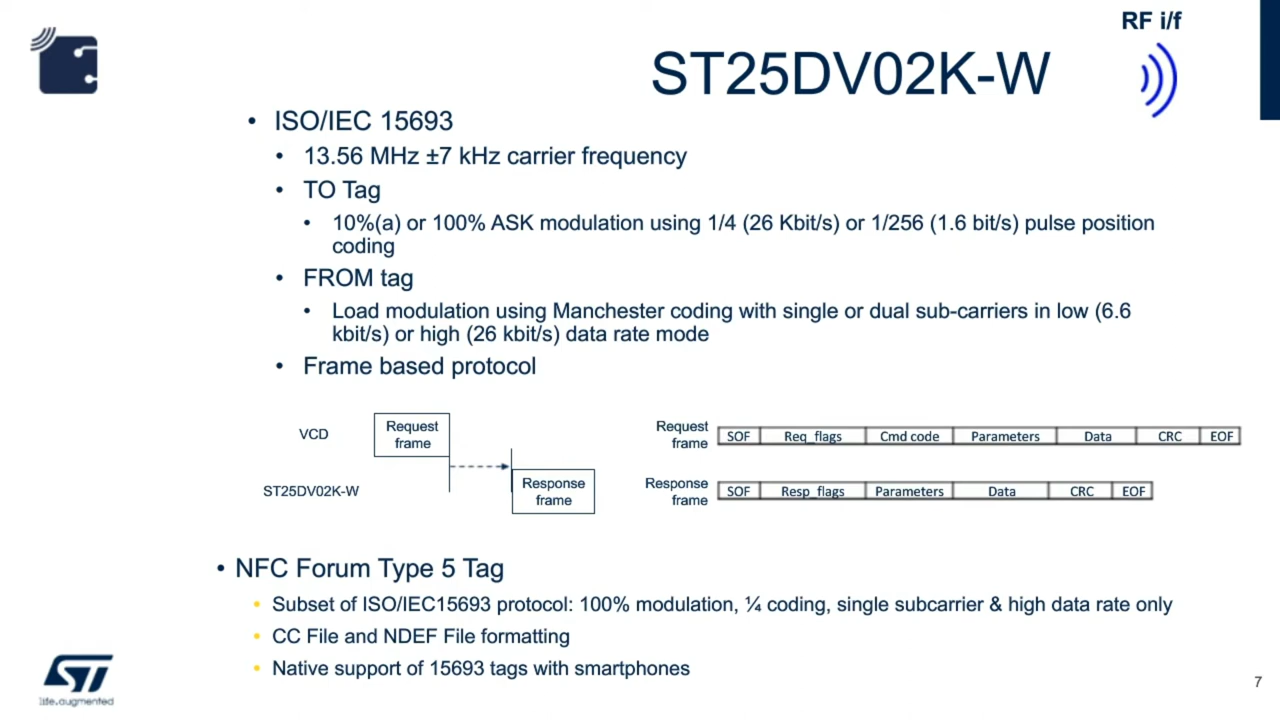 RF i/f
ST25DV02K-W
• ISO/IEC 15693
• 13.56 MHz ±7 kHz carrier frequency
• TO Tag
• 10%(a) or 100% ASK modulation using 1/4 (26 Kbit/s) or 1/256 (1.6 bit/s) pulse position
coding
• FROM tag
• Load modulation using Manchester coding with single or dual sub-carriers in low (6.6
kbit/s) or high (26 kbit/s) data rate mode
• Frame based protocol
VCD
Request
frame
ST25DV02K-W
Response
frame
Request
frame
SOF Req_flags Cmd code Parameters Data CRC EOF
Response
frame
SOF Resp_flags Parameters Data CRC EOF
• NFC Forum Type 5 Tag
• Subset of ISO/IEC15693 protocol: 100% modulation, ¼ coding, single subcarrier & high data rate only
• CC File and NDEF File formatting
• Native support of 15693 tags with smartphones
ST
life.augmented
7